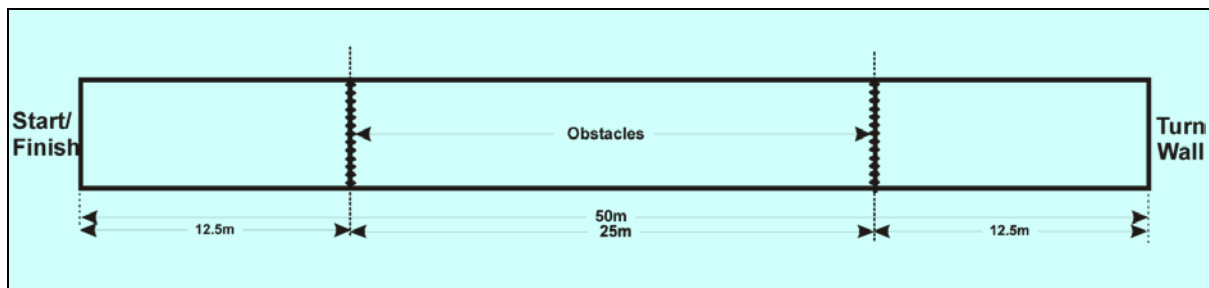 Start/
Finish
Obstacles
Turn
Wall
50m
12.5m
25m
12.5m